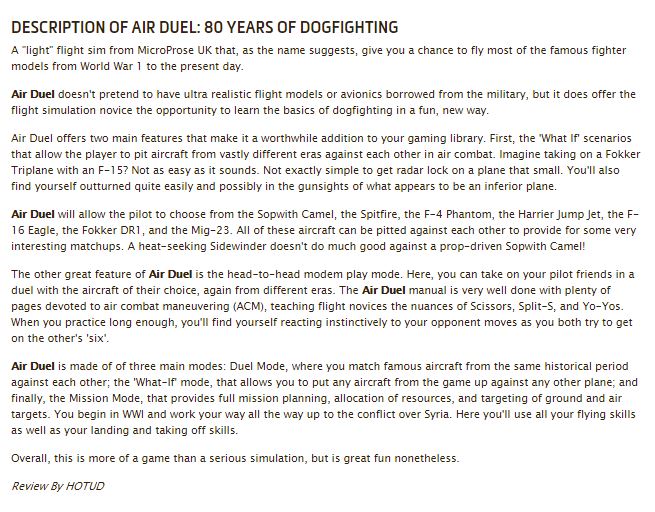 DESCRIPTION OF AIR DUEL: 80 YEARS OF DOGFIGHTING
A "light" flight sim from MicroProse UK that, as the name suggests, give you a chance to fly most of the famous fighter
models from World War 1 to the present day.
Air Duel doesn't pretend to have ultra realistic flight models or avionics borrowed from the military, but it does offer the
flight simulation novice the opportunity to learn the basics of dogfighting in a fun, new way.
Air Duel offers two main features that make it a worthwhile addition to your gaming library. First, the 'What If' scenarios
that allow the player to pit aircraft from vastly different eras against each other in air combat. Imagine taking on a Fokker
Triplane with an F-15? Not as easy as it sounds. Not exactly simple to get radar lock on a plane that small. You'll also
find yourself outturned quite easily and possibly in the gunsights of what appears to be an inferior plane.
Air Duel will allow the pilot to choose from the Sopwith Camel, the Spitfire, the F-4 Phantom, the Harrier Jump Jet, the F-
16 Eagle, the Fokker DR1, and the Mig-23. All of these aircraft can be pitted against each other to provide for some very
interesting matchups. A heat-seeking Sidewinder doesn't do much good against a prop-driven Sopwith Camel!
The other great feature of Air Duel is the head-to-head modem play mode. Here, you can take on your pilot friends in a
duel with the aircraft of their choice, again from different eras. The Air Duel manual is very well done with plenty of
pages devoted to air combat maneuvering (ACM), teaching flight novices the nuances of Scissors, Split-S, and Yo-Yos.
When you practice long enough, you'll find yourself reacting instinctively to your opponent moves as you both try to get
on the other's 'six'.
Air Duel is made of of three main modes: Duel Mode, where you match famous aircraft from the same historical period
against each other; the 'What-If' mode, that allows you to put any aircraft from the game up against any other plane; and
finally, the Mission Mode, that provides full mission planning, allocation of resources, and targeting of ground and air
targets. You begin in WWI and work your way all the way up to the conflict over Syria. Here you'll use all your flying skills
as well as your landing and taking off skills.
Overall, this is more of a game than a serious simulation, but is great fun nonetheless.
Review By HOTUD